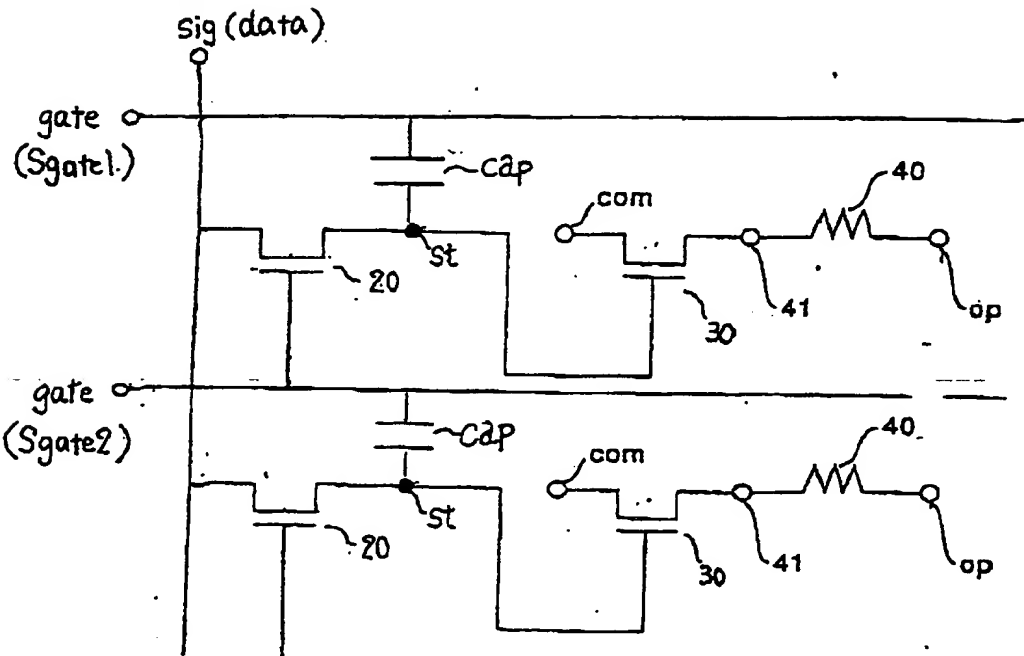 sig (data)
gate
(Sgate1.)
cap
com
40
st
20
30
41
op
gate
(Sgate2)
cap
com
40
st
20
30
41
op